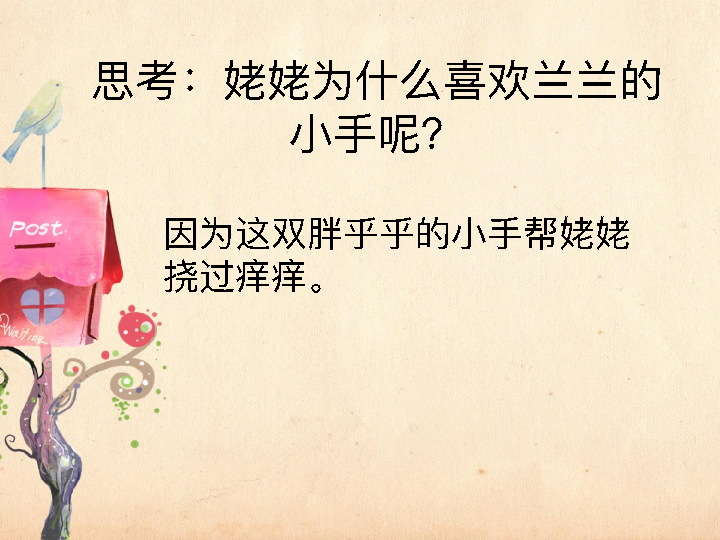 思考：姥姥为什么喜欢兰兰的
小手呢？
因为这双胖乎乎的小手帮姥姥
挠过痒痒。
Post
Waiting